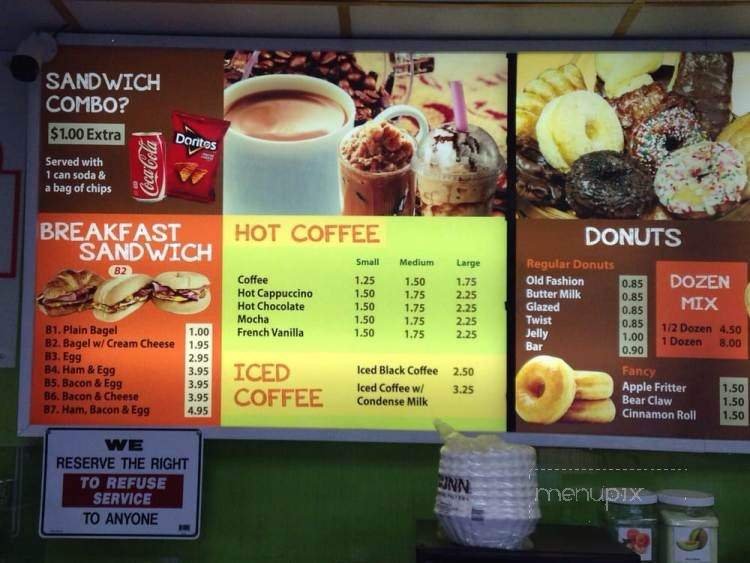 SANDWICH
COMBO?
$1.00 Extra
Served with
1 can soda &
a bag of chips
Coca-Cola
Doritos
BREAKFAST
SANDWICH
B2
B1. Plain Bagel 1.00
B2. Bagel w/ Cream Cheese 1.95
B3. Egg 2.95
B4. Ham & Egg 3.95
B5. Bacon & Egg 3.95
B6. Bacon & Cheese 3.95
B7. Ham, Bacon & Egg 4.95
HOT COFFEE
Small Medium Large
Coffee 1.25 1.50 1.75
Hot Cappuccino 1.50 1.75 2.25
Hot Chocolate 1.50 1.75 2.25
Mocha 1.50 1.75 2.25
French Vanilla 1.50 1.75 2.25
ICED
COFFEE
Iced Black Coffee 2.50
Iced Coffee w/ 3.25
Condense Milk
DONUTS
Regular Donuts
Old Fashion 0.85
Butter Milk 0.85
Glazed 0.85
Twist 0.85
Jelly 1.00
Bar 0.90
DOZEN
MIX
1/2 Dozen 4.50
1 Dozen 8.00
Fancy
Apple Fritter 1.50
Bear Claw 1.50
Cinnamon Roll 1.50
WE
RESERVE THE RIGHT
TO REFUSE
SERVICE
TO ANYONE
menupix